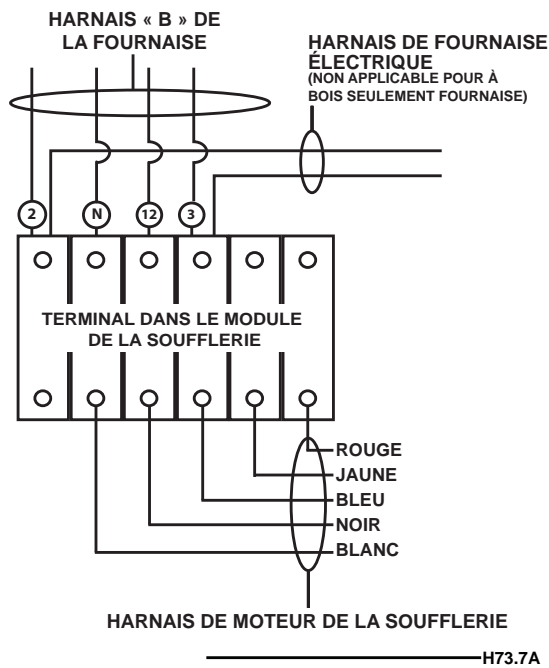 HARNAIS « B » DE
LA FOURNAISE
HARNAIS DE FOURNAISE
ÉLECTRIQUE
(NON APPLICABLE POUR À
BOIS SEULEMENT FOURNAISE)
2
N
12
3
TERMINAL DANS LE MODULE
DE LA SOUFFLERIE
ROUGE
JAUNE
BLEU
NOIR
BLANC
HARNAIS DE MOTEUR DE LA SOUFFLERIE
H73.7A